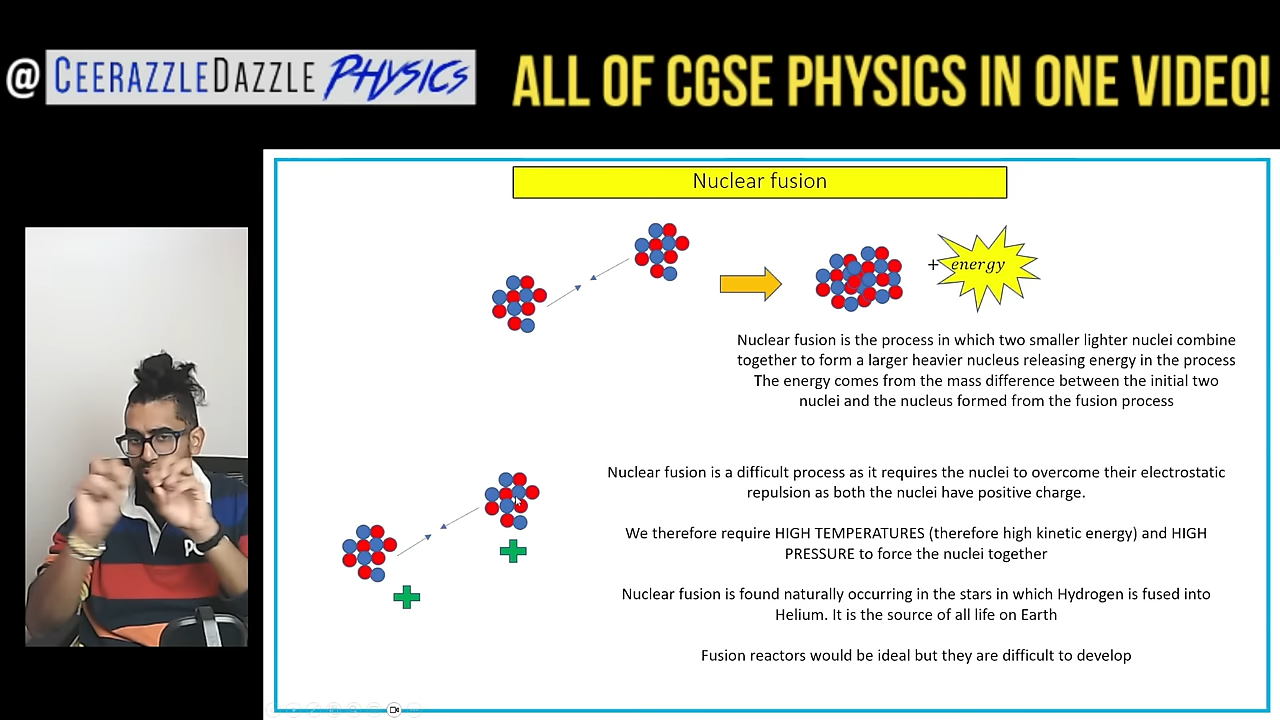 @ CEERAZZLEDAZZLE PHYSICS
ALL OF CGSE PHYSICS IN ONE VIDEO!
Nuclear fusion
+ energy
Nuclear fusion is the process in which two smaller lighter nuclei combine
together to form a larger heavier nucleus releasing energy in the process
The energy comes from the mass difference between the initial two
nuclei and the nucleus formed from the fusion process
Nuclear fusion is a difficult process as it requires the nuclei to overcome their electrostatic
repulsion as both the nuclei have positive charge.
We therefore require HIGH TEMPERATURES (therefore high kinetic energy) and HIGH
PRESSURE to force the nuclei together
Nuclear fusion is found naturally occurring in the stars in which Hydrogen is fused into
Helium. It is the source of all life on Earth
Fusion reactors would be ideal but they are difficult to develop